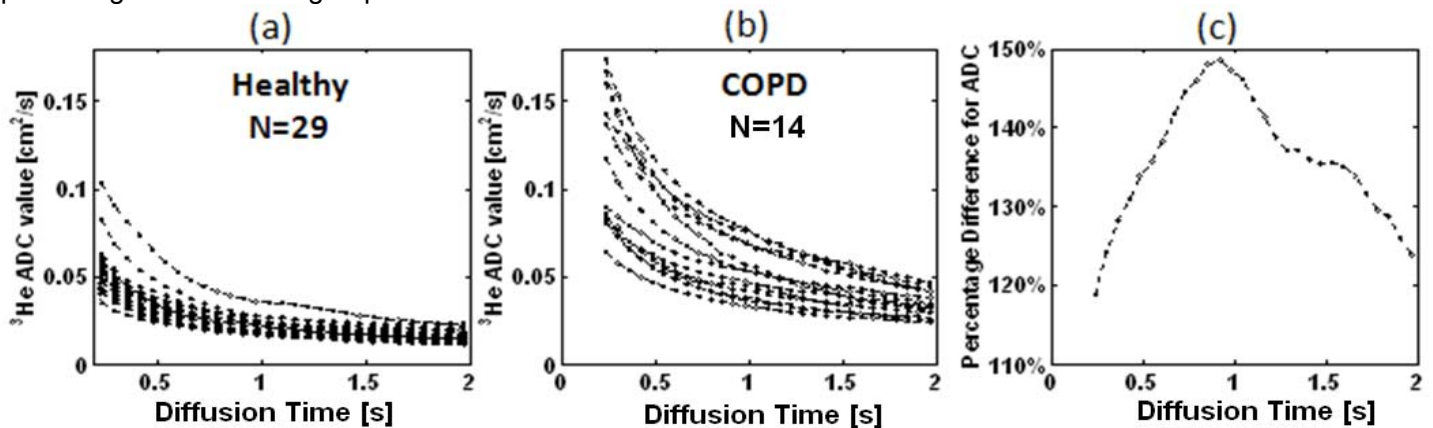 (a)
Healthy
N=29
³He ADC value [cm²/s]
0.15
0.1
0.05
0
0.5
1
1.5
2
Diffusion Time [s]
(b)
COPD
N=14
³He ADC value [cm²/s]
0.15
0.1
0.05
0
0
0.5
1
1.5
2
Diffusion Time [s]
(c)
Percentage Difference for ADC
150%
140%
130%
120%
110%
0
0.5
1
1.5
2
Diffusion Time [s]